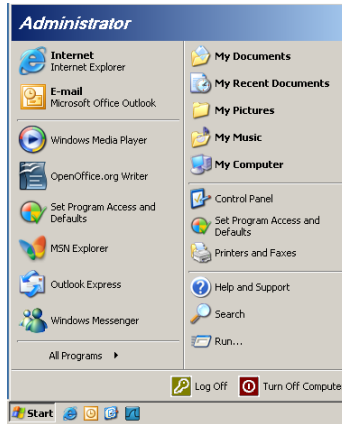 Administrator
Internet
Internet Explorer
E-mail
Microsoft Office Outlook
Windows Media Player
OpenOffice.org Writer
Set Program Access and
Defaults
MSN Explorer
Outlook Express
Windows Messenger
All Programs
My Documents
My Recent Documents
My Pictures
My Music
My Computer
Control Panel
Set Program Access and
Defaults
Printers and Faxes
Help and Support
Search
Run...
Log Off
Turn Off Compute
Start